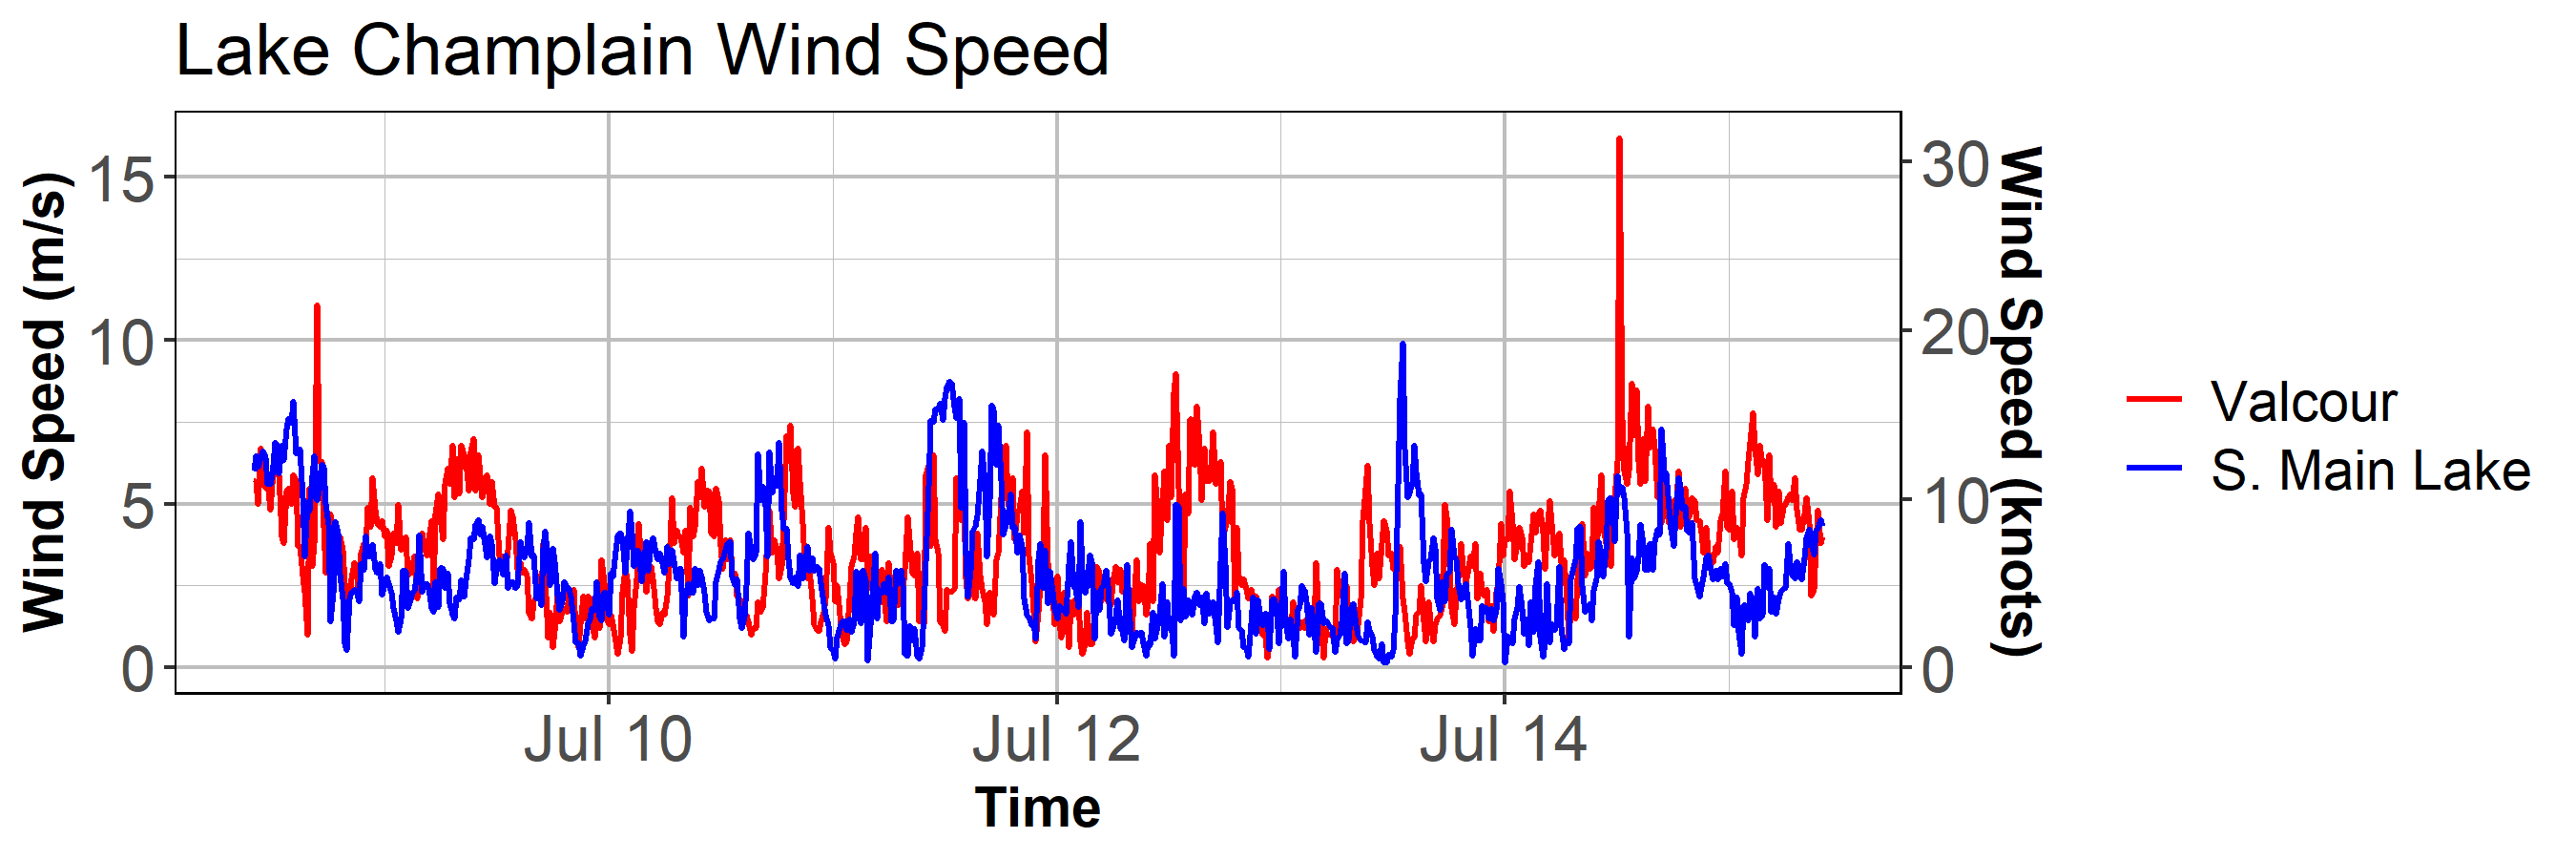 Lake Champlain Wind Speed
Wind Speed (m/s)
15
10
5
0
30
20
10
0
Wind Speed (knots)
Jul 10
Jul 12
Jul 14
Time
Valcour
S. Main Lake